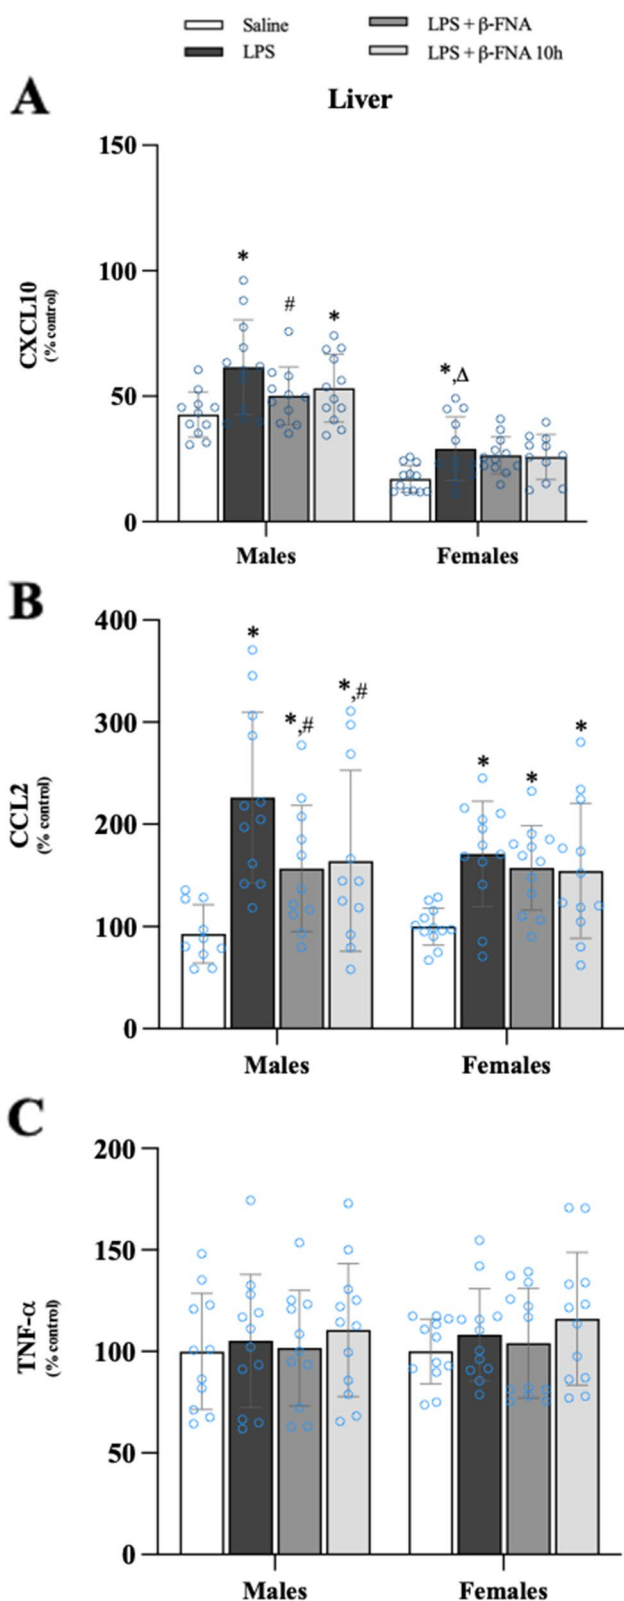 Saline
LPS
LPS + β-FNA
LPS + β-FNA 10h
A
Liver
CXCL10
(% control)
150
100
50
0
*
#
*
*,Δ
Males
Females
B
CCL2
(% control)
400
300
200
100
0
*
*,#
*,#
*
*
*
Males
Females
C
TNF-α
(% control)
200
150
100
50
0
Males
Females